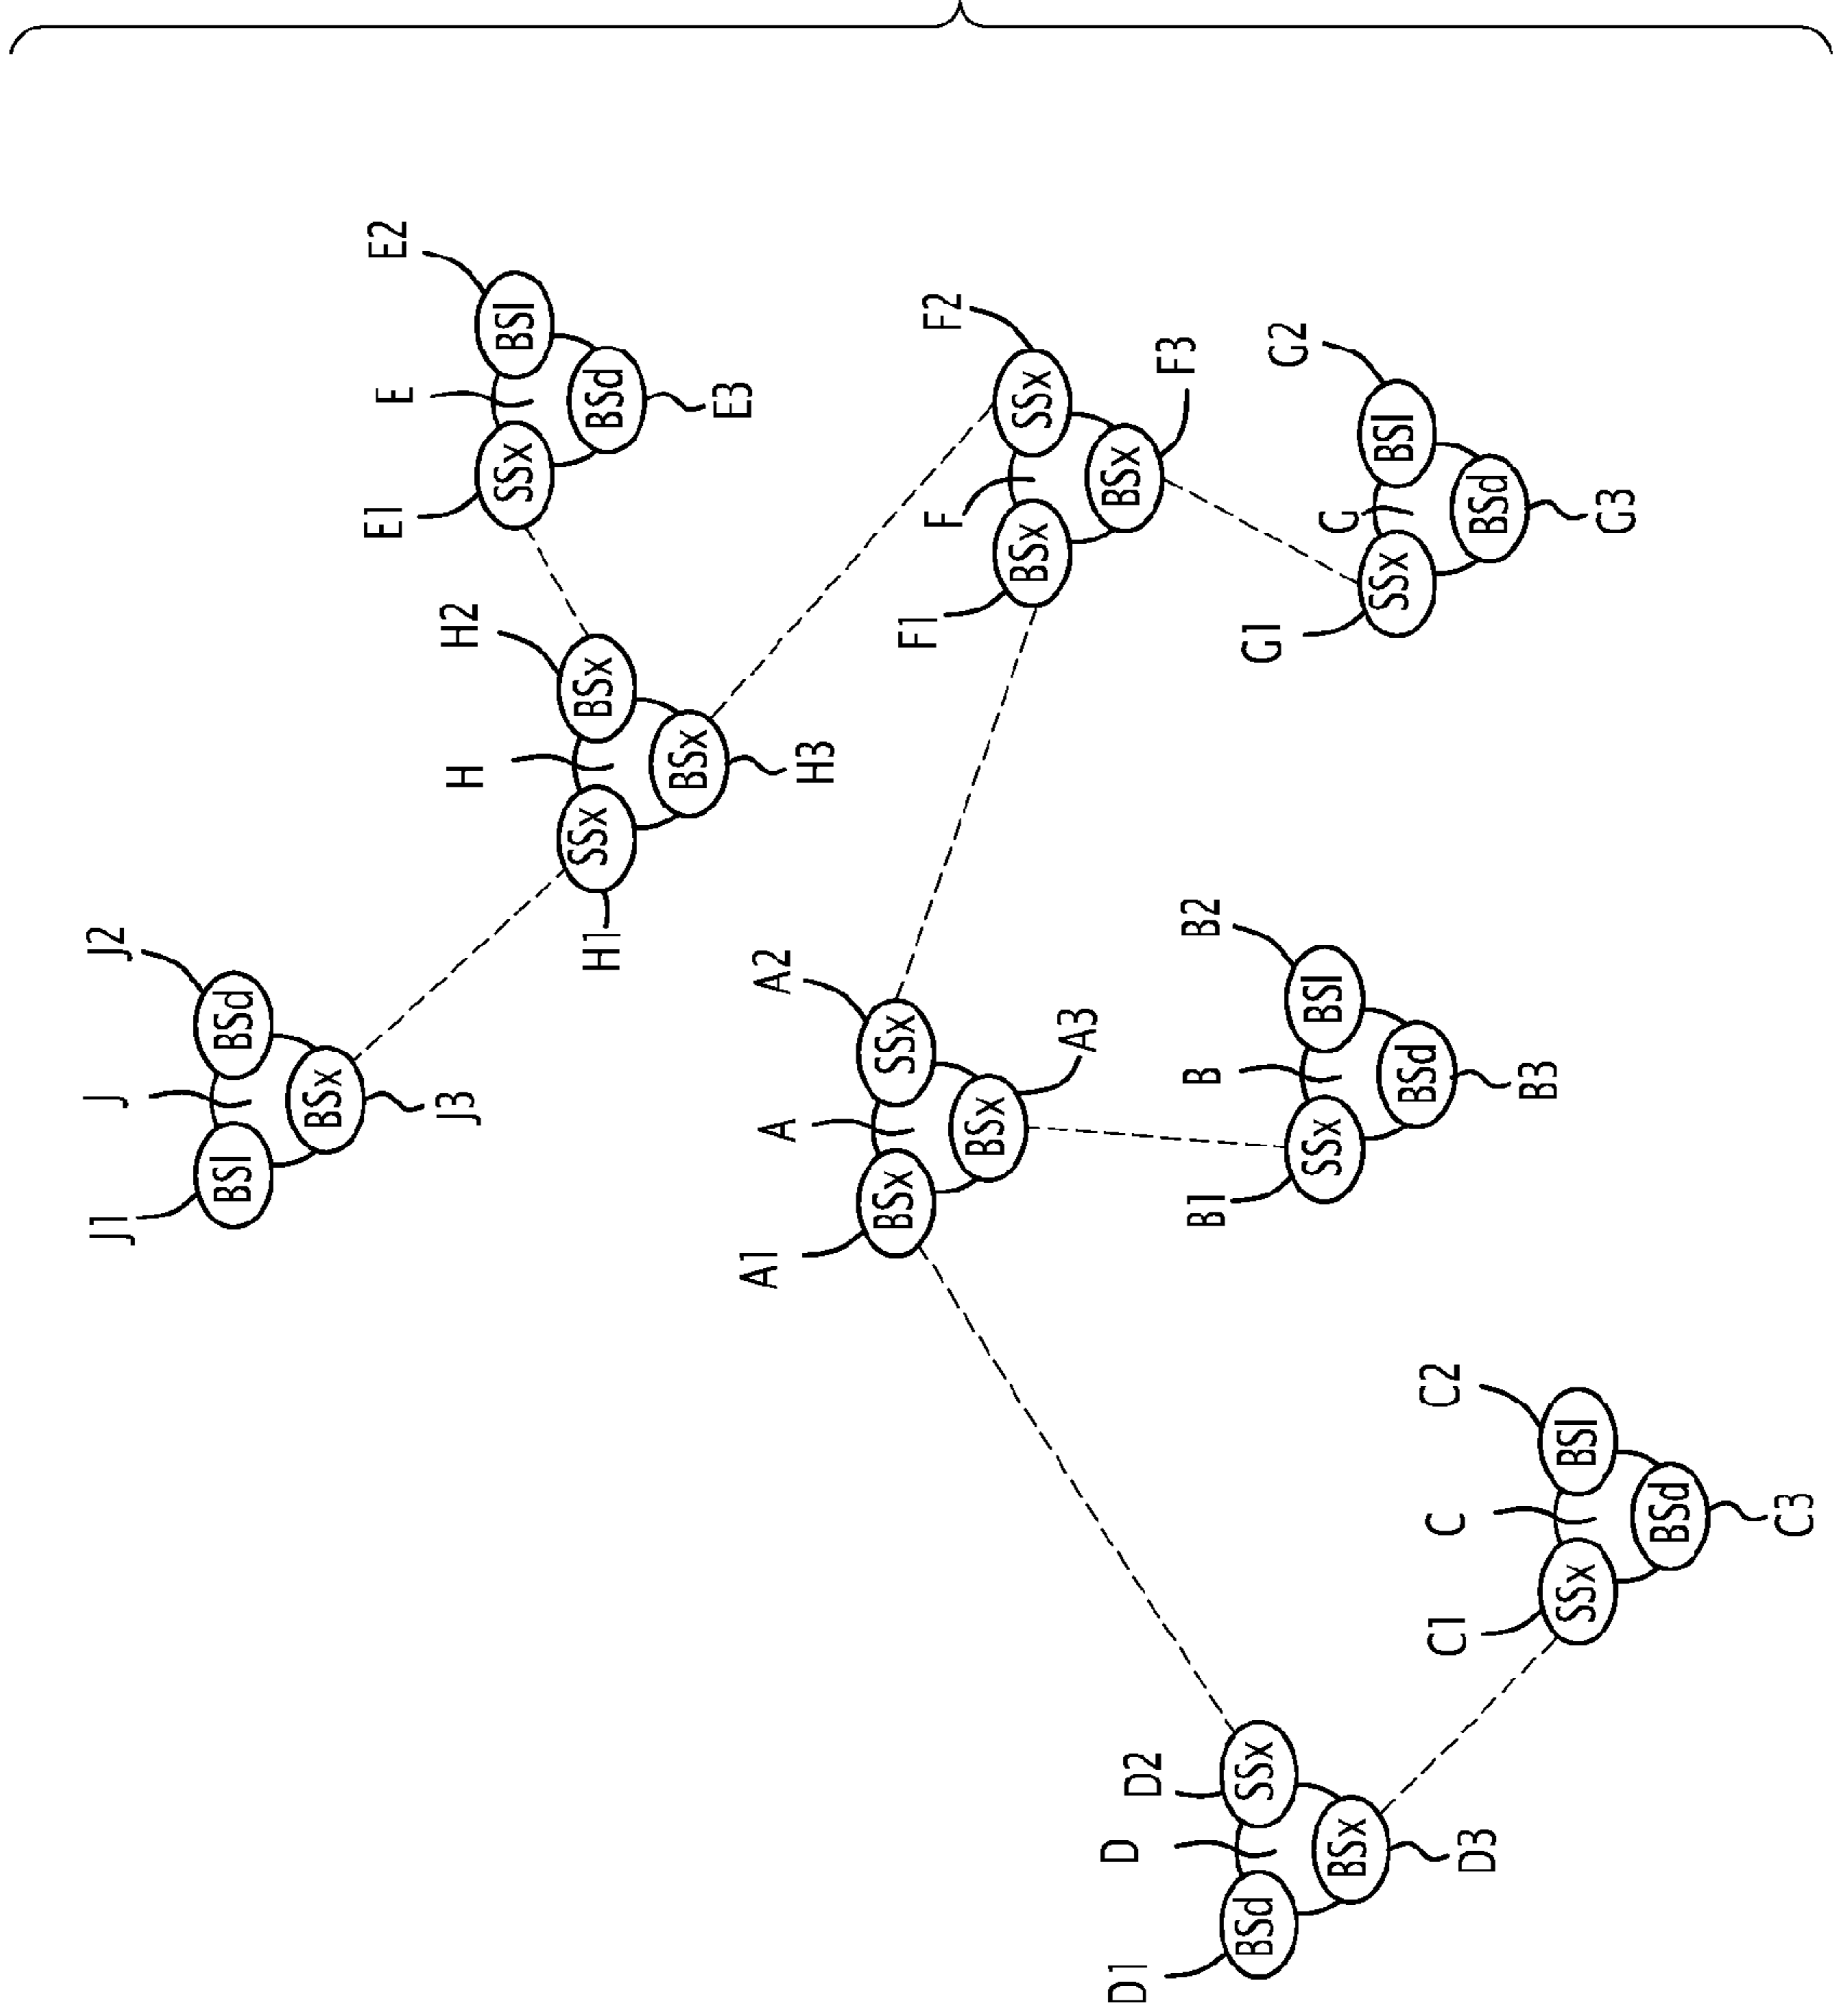 J
J1
J2
J3
BSl
BSd
BSx
E
E1
E2
E3
SSx
BSl
BSd
H
H1
H2
H3
SSx
BSx
BSx
F
F1
F2
F3
BSx
SSx
BSx
A
A1
A2
A3
BSx
SSx
BSx
G
G1
G2
G3
SSx
BSl
BSd
B
B1
B2
B3
SSx
BSl
BSd
D
D1
D2
D3
BSd
SSx
BSx
C
C1
C2
C3
SSx
BSl
BSd